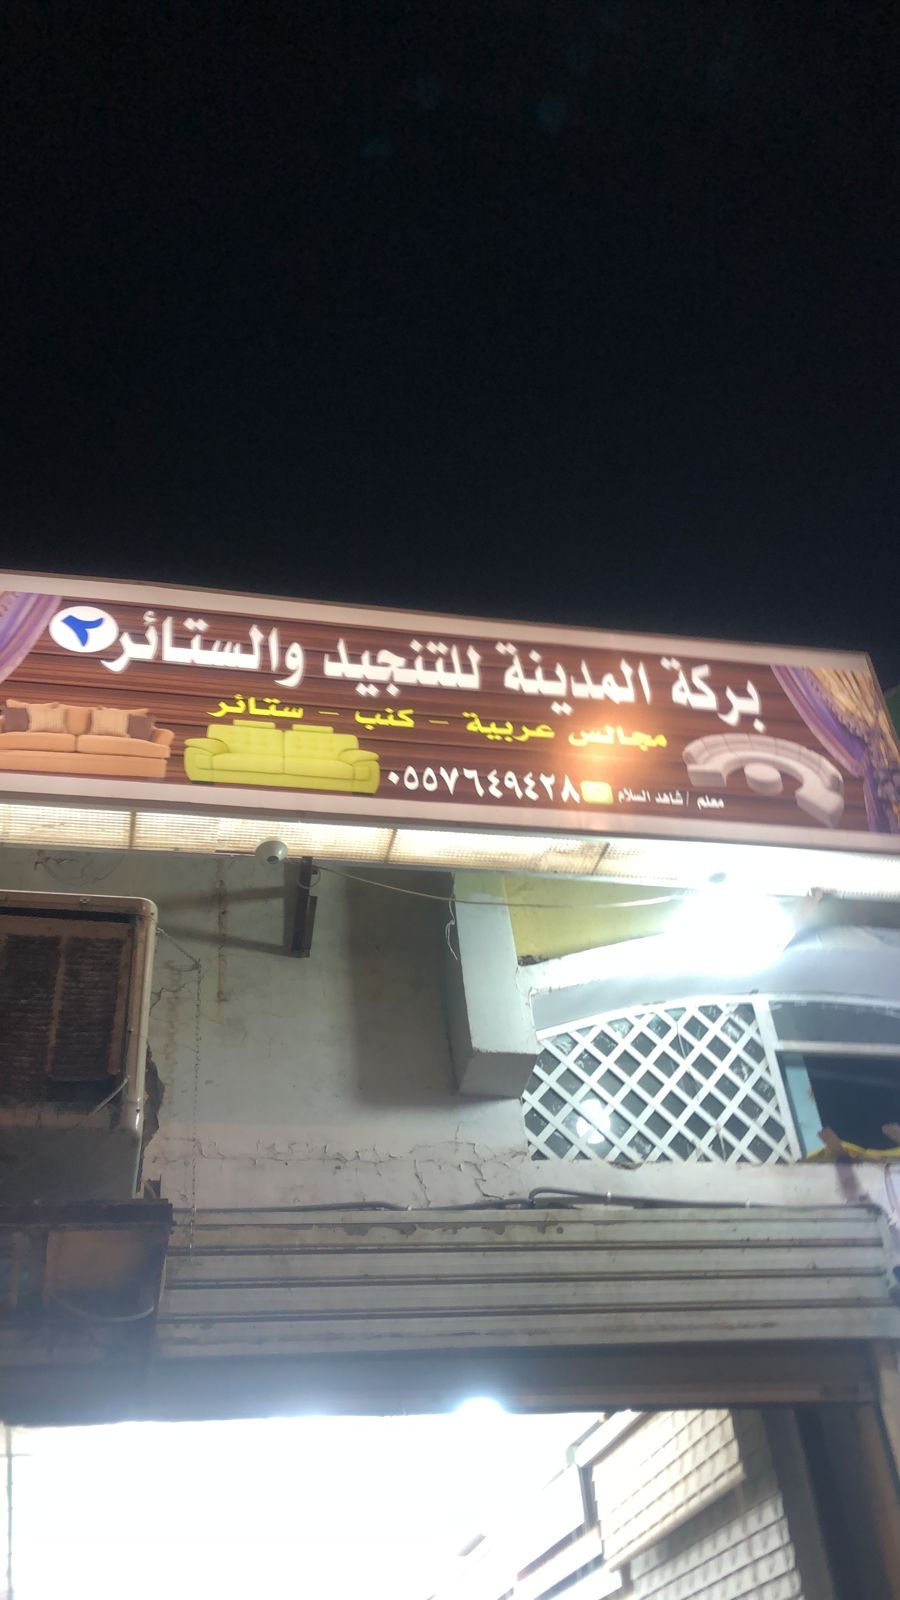 بركة المدينة للتنجيد والستائر ٢
مجالس عربية - كنب - ستائر
معلم / شاهد السلام ٠٥٥٧٦٤٩٤٢٨